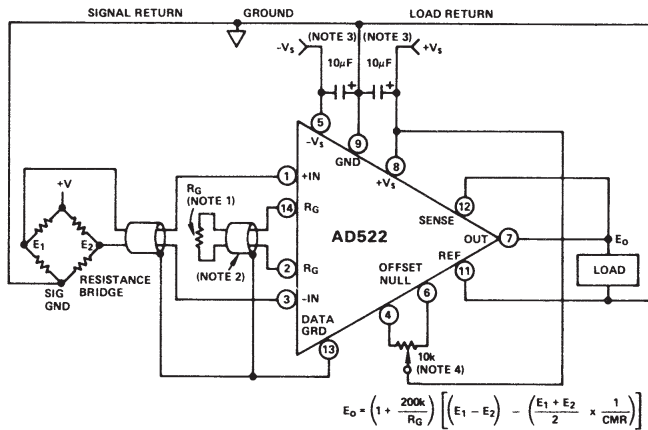 SIGNAL RETURN GROUND LOAD RETURN
(NOTE 3) (NOTE 3)
−Vs +Vs
10µF 10µF
+ +
5 9 8
−Vs GND +Vs
+V
E1 E2
SIG GND
RESISTANCE BRIDGE
RG
(NOTE 1)
(NOTE 2)
1 +IN
14 RG
2 RG
3 −IN
DATA GRD
13
AD522
12
SENSE
OUT 7 Eo
REF
11
LOAD
OFFSET NULL
4 6
10k
(NOTE 4)
Eo = (1 + 200k/RG) [(E1 − E2) − (E1 + E2/2 x 1/CMR)]